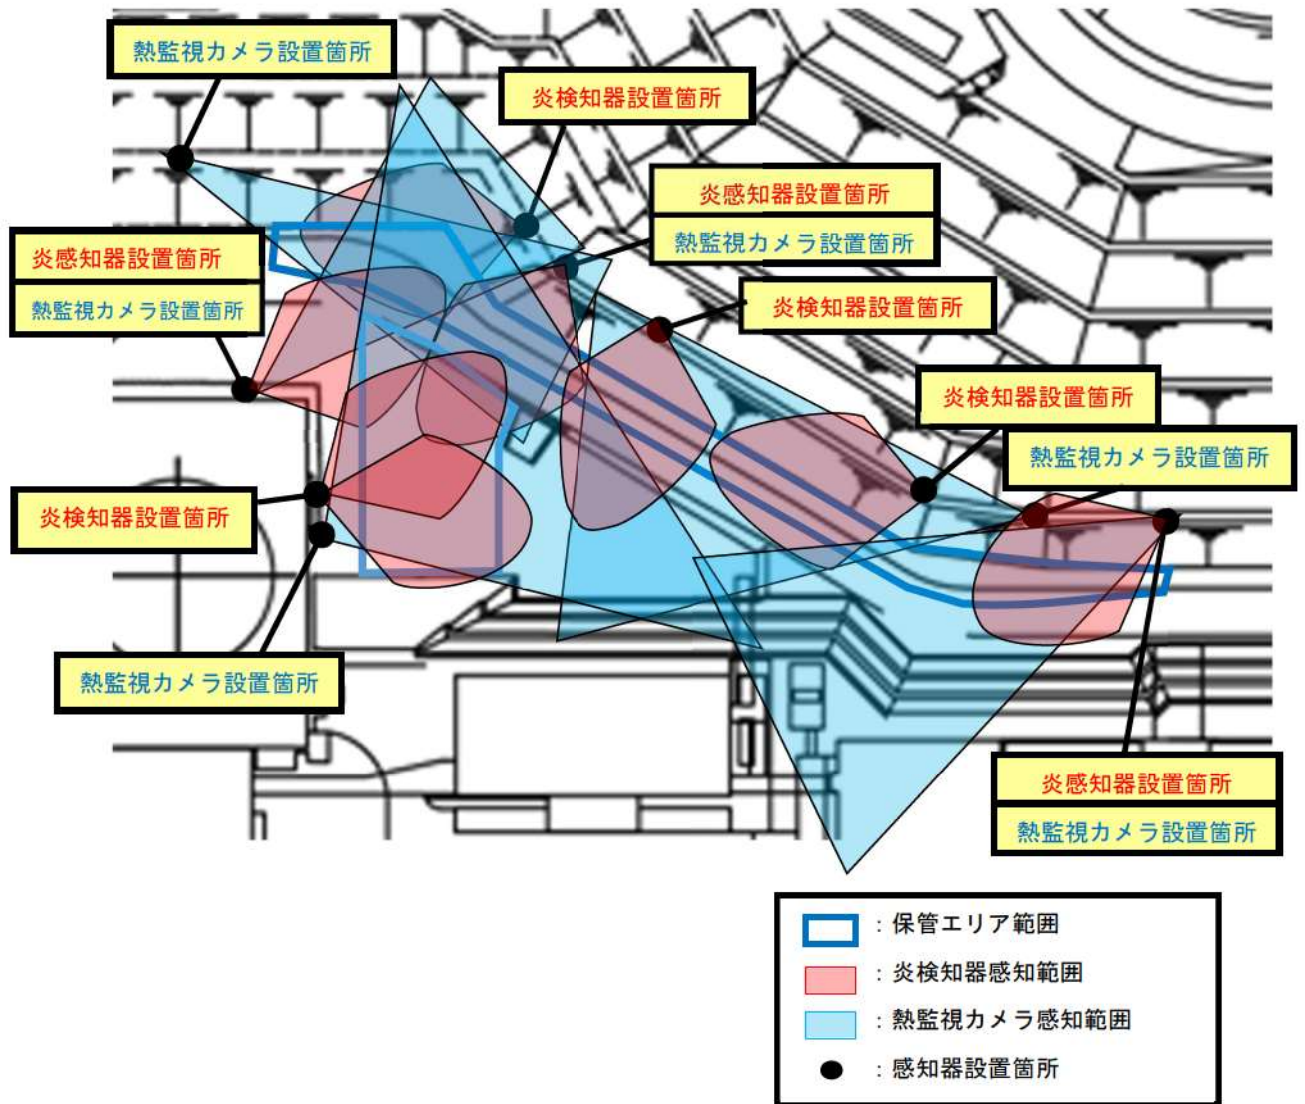 熱監視カメラ設置箇所
炎検知器設置箇所
炎感知器設置箇所
熱監視カメラ設置箇所
炎感知器設置箇所
熱監視カメラ設置箇所
炎検知器設置箇所
炎検知器設置箇所
熱監視カメラ設置箇所
炎検知器設置箇所
熱監視カメラ設置箇所
炎感知器設置箇所
熱監視カメラ設置箇所
：保管エリア範囲
：炎検知器感知範囲
：熱監視カメラ感知範囲
：感知器設置箇所